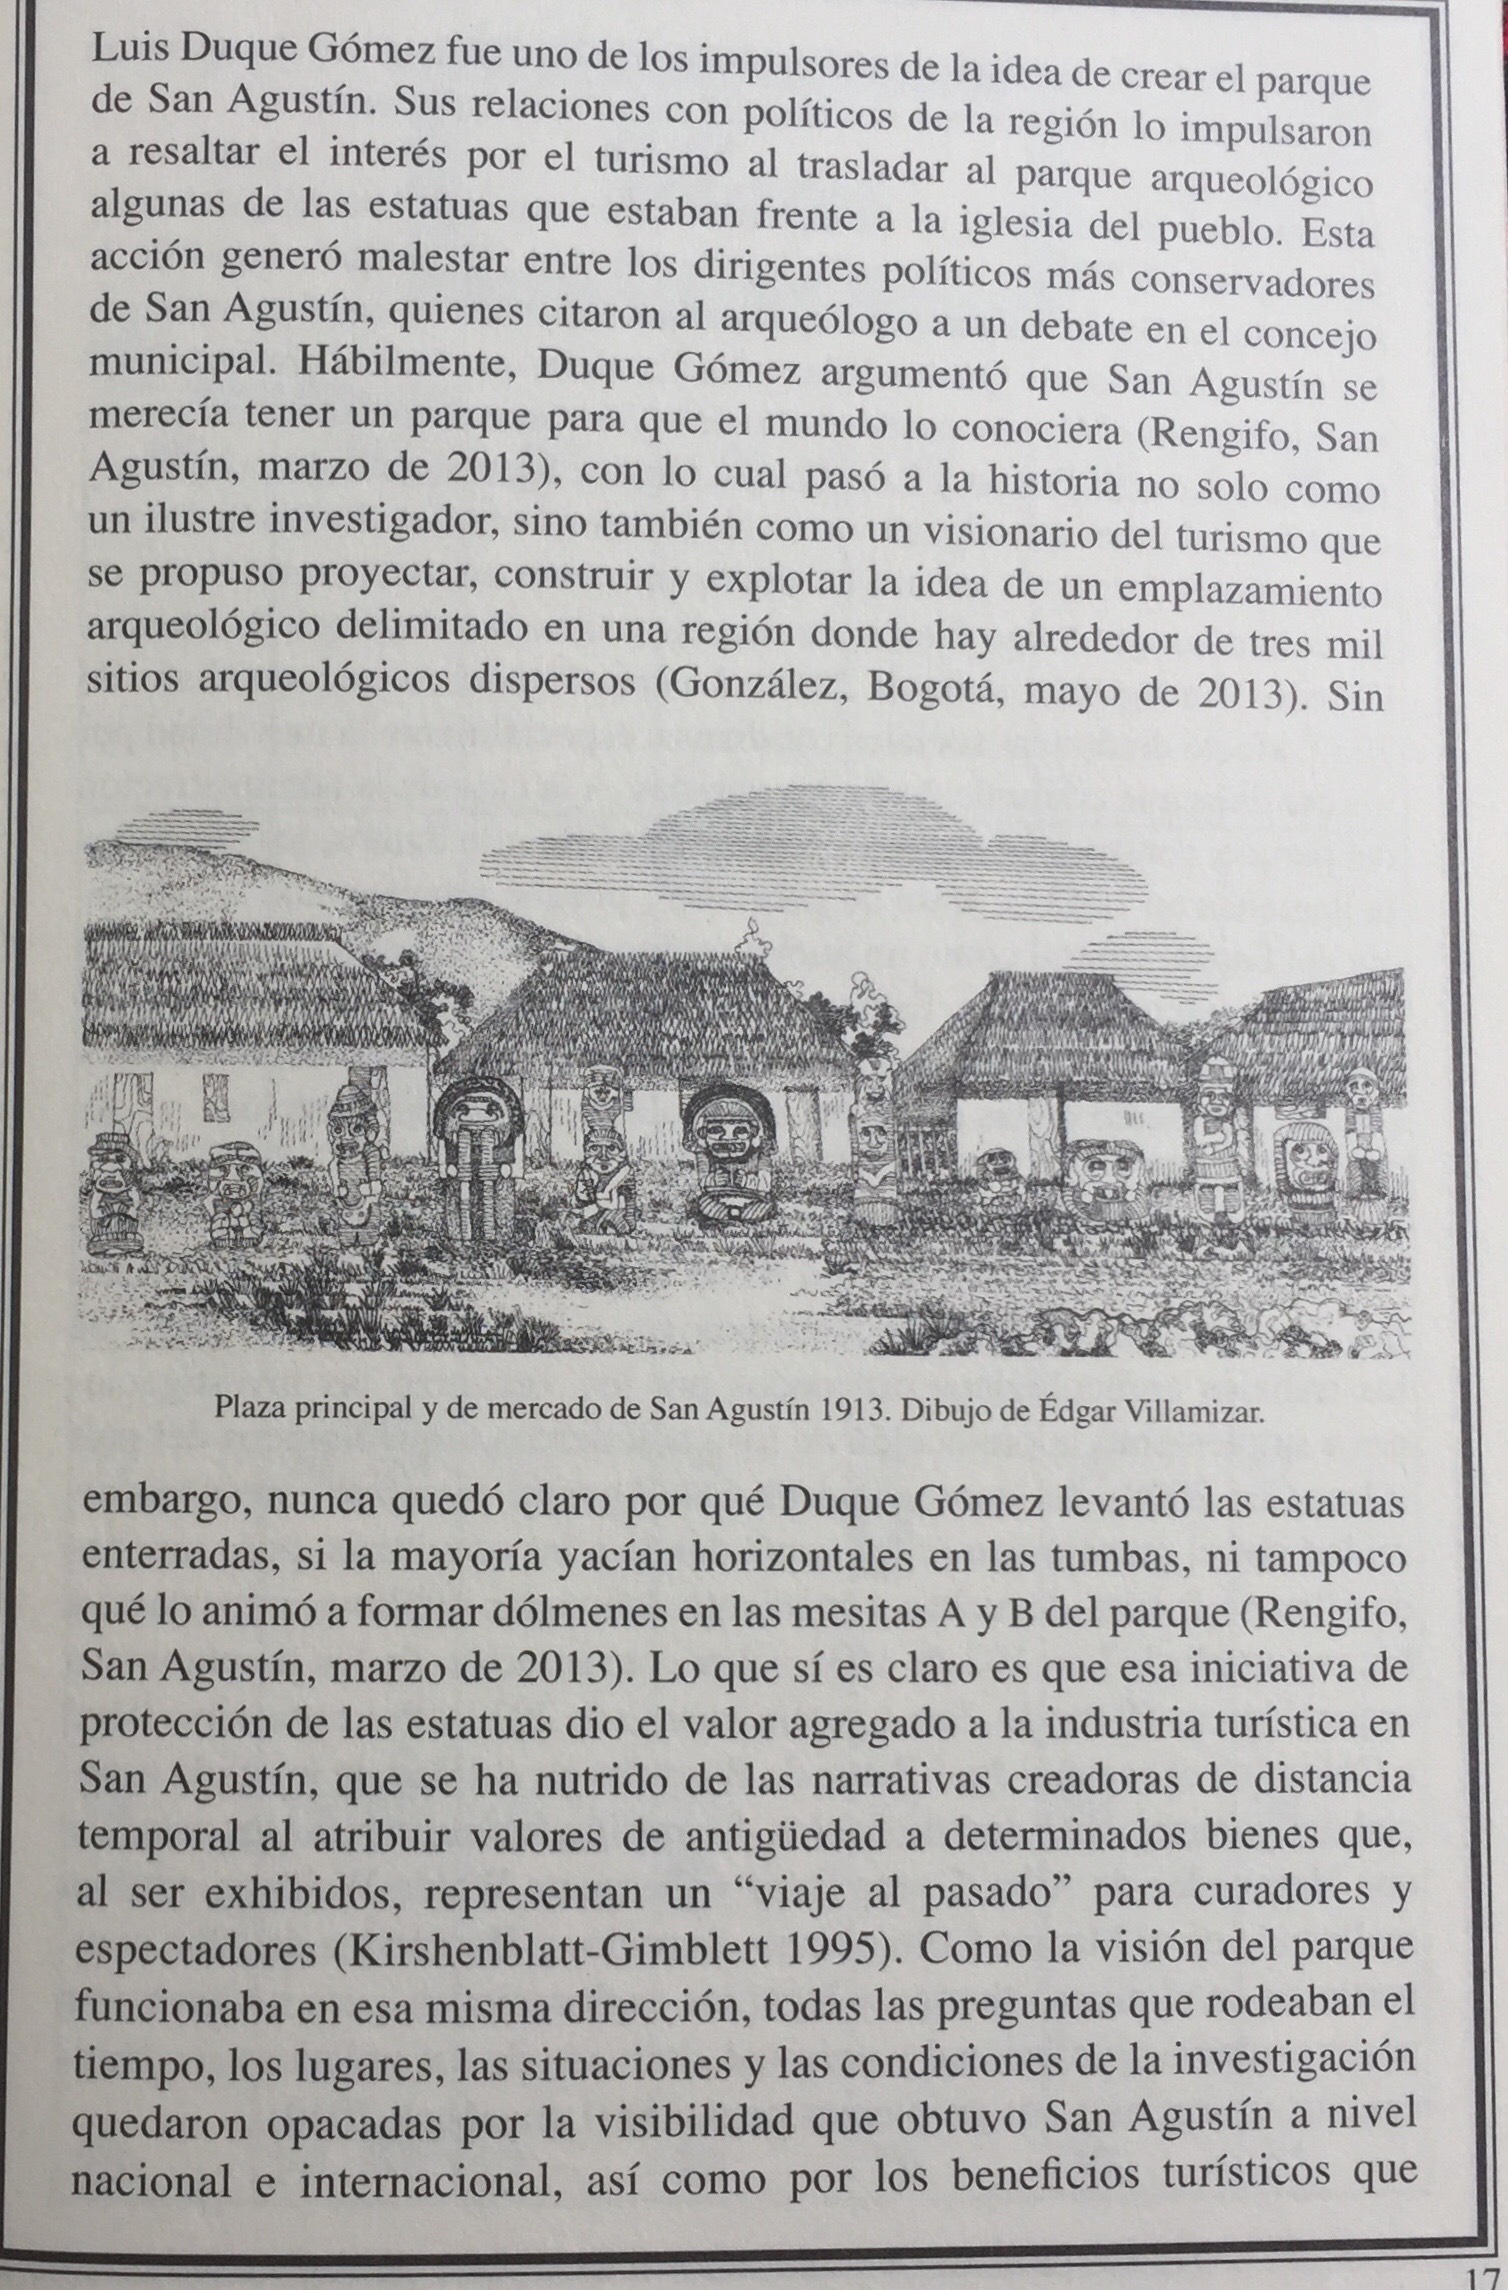 Luis Duque Gómez fue uno de los impulsores de la idea de crear el parque
de San Agustín. Sus relaciones con políticos de la región lo impulsaron
a resaltar el interés por el turismo al trasladar al parque arqueológico
algunas de las estatuas que estaban frente a la iglesia del pueblo. Esta
acción generó malestar entre los dirigentes políticos más conservadores
de San Agustín, quienes citaron al arqueólogo a un debate en el concejo
municipal. Hábilmente, Duque Gómez argumentó que San Agustín se
merecía tener un parque para que el mundo lo conociera (Rengifo, San
Agustín, marzo de 2013), con lo cual pasó a la historia no solo como
un ilustre investigador, sino también como un visionario del turismo que
se propuso proyectar, construir y explotar la idea de un emplazamiento
arqueológico delimitado en una región donde hay alrededor de tres mil
sitios arqueológicos dispersos (González, Bogotá, mayo de 2013). Sin
Plaza principal y de mercado de San Agustín 1913. Dibujo de Édgar Villamizar.
embargo, nunca quedó claro por qué Duque Gómez levantó las estatuas
enterradas, si la mayoría yacían horizontales en las tumbas, ni tampoco
qué lo animó a formar dólmenes en las mesitas A y B del parque (Rengifo,
San Agustín, marzo de 2013). Lo que sí es claro es que esa iniciativa de
protección de las estatuas dio el valor agregado a la industria turística en
San Agustín, que se ha nutrido de las narrativas creadoras de distancia
temporal al atribuir valores de antigüedad a determinados bienes que,
al ser exhibidos, representan un “viaje al pasado” para curadores y
espectadores (Kirshenblatt-Gimblett 1995). Como la visión del parque
funcionaba en esa misma dirección, todas las preguntas que rodeaban el
tiempo, los lugares, las situaciones y las condiciones de la investigación
quedaron opacadas por la visibilidad que obtuvo San Agustín a nivel
nacional e internacional, así como por los beneficios turísticos que
17